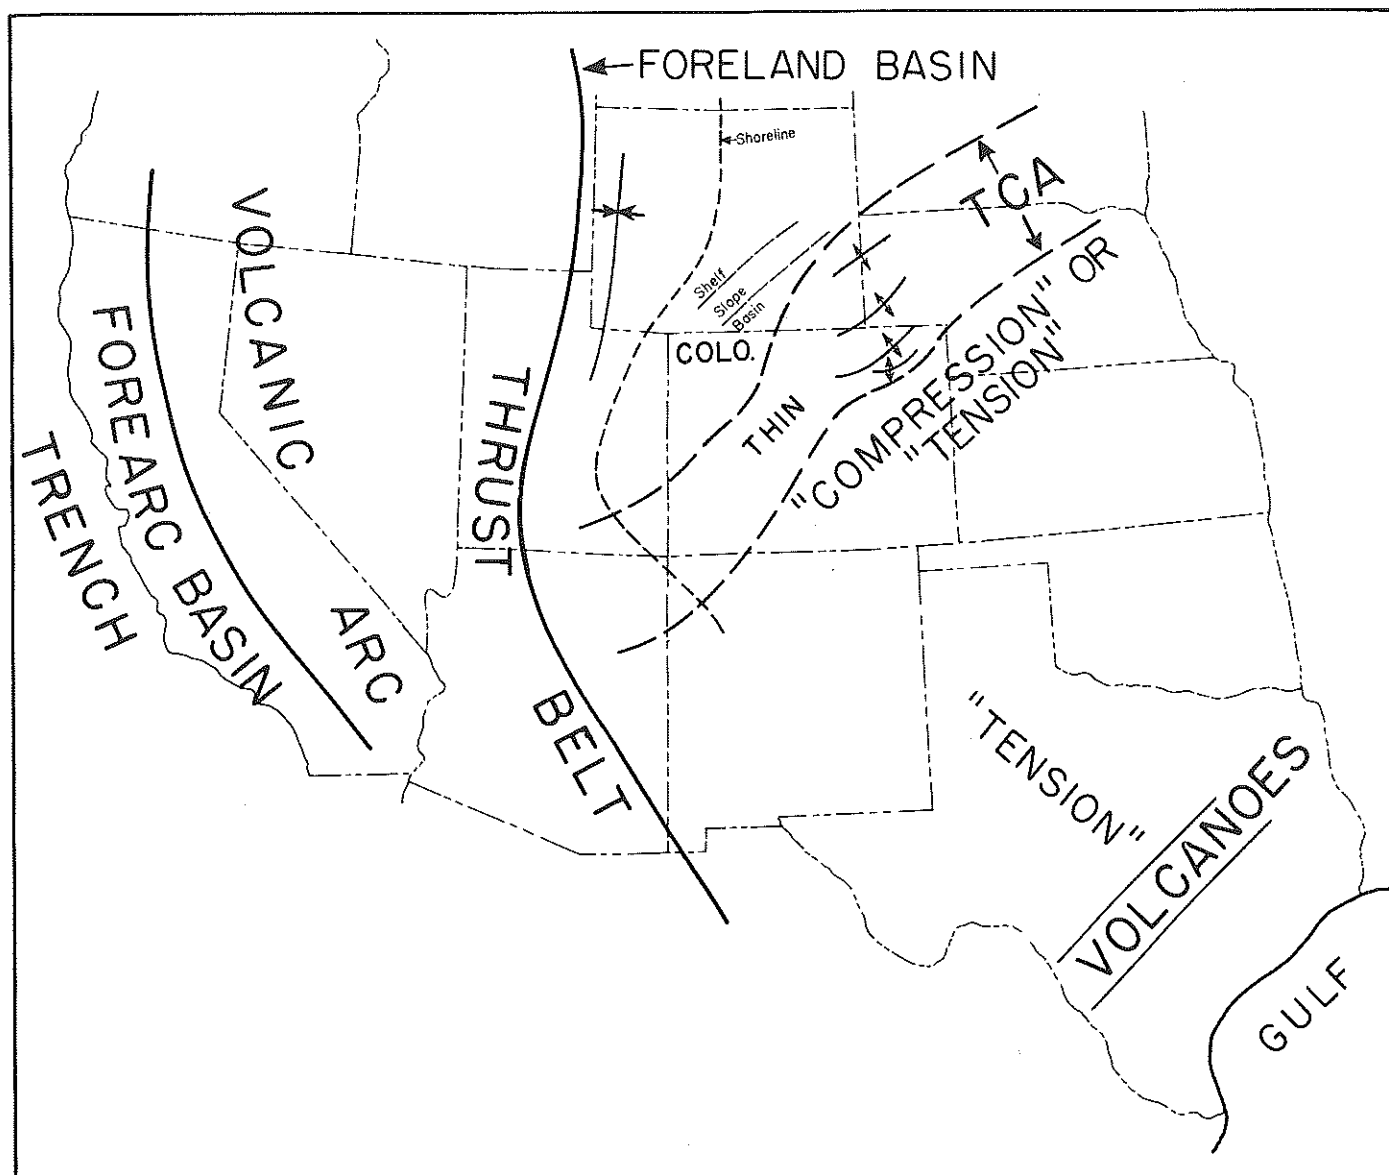 FORELAND BASIN
Shoreline
TCA
VOLCANIC
ARC
Shelf
Slope
Basin
COLO.
THIN
"COMPRESSION" OR
"TENSION"
FOREARC BASIN
TRENCH
THRUST
BELT
"TENSION"
VOLCANOES
GULF